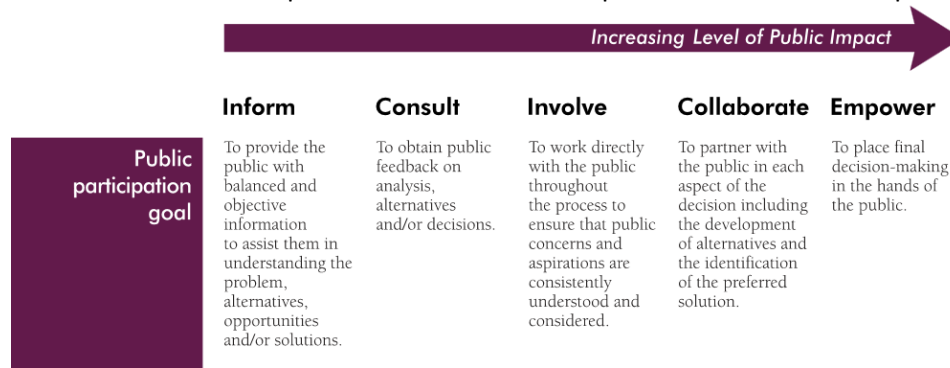 Increasing Level of Public Impact
Inform
Consult
Involve
Collaborate
Empower
Public
participation
goal
To provide the
public with
balanced and
objective
information
to assist them in
understanding the
problem,
alternatives,
opportunities
and/or solutions.
To obtain public
feedback on
analysis,
alternatives
and/or decisions.
To work directly
with the public
throughout
the process to
ensure that public
concerns and
aspirations are
consistently
understood and
considered.
To partner with
the public in each
aspect of the
decision including
the development
of alternatives and
the identification
of the preferred
solution.
To place final
decision-making
in the hands of
the public.